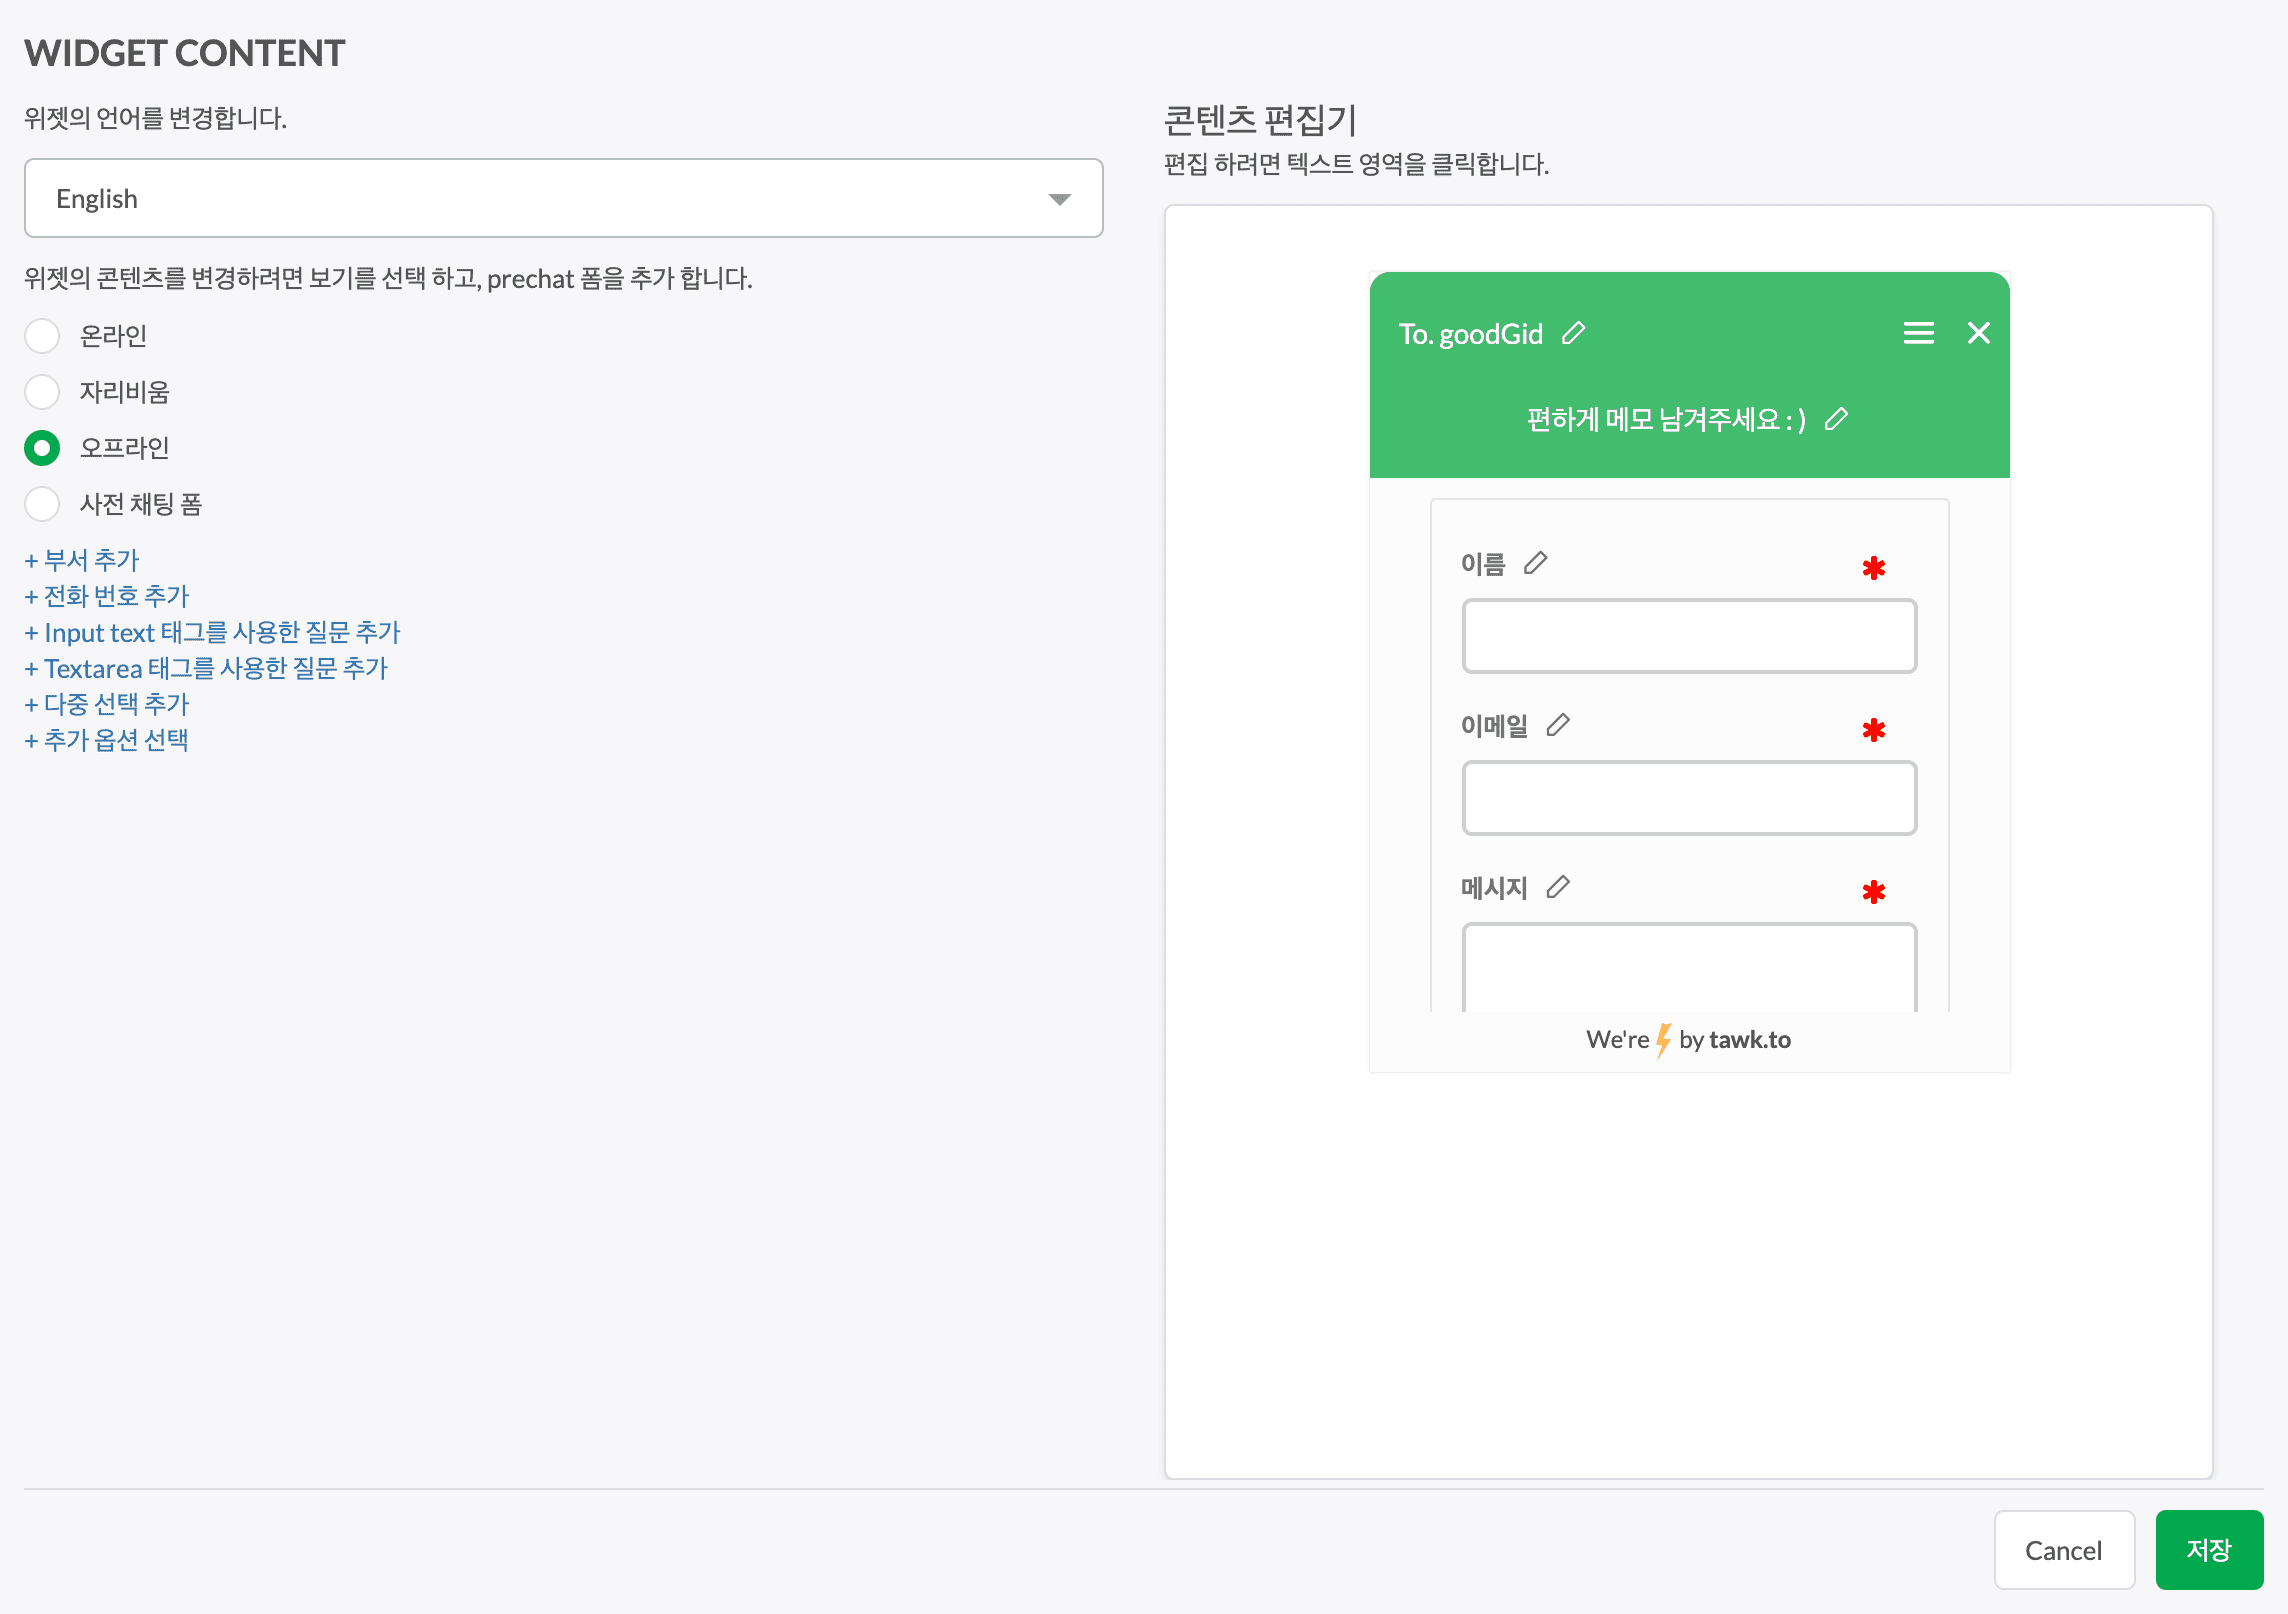 WIDGET CONTENT
위젯의 언어를 변경합니다.
English
위젯의 콘텐츠를 변경하려면 보기를 선택 하고, prechat 폼을 추가 합니다.
온라인
자리비움
오프라인
사전 채팅 폼
+ 부서 추가
+ 전화 번호 추가
+ Input text 태그를 사용한 질문 추가
+ Textarea 태그를 사용한 질문 추가
+ 다중 선택 추가
+ 추가 옵션 선택
콘텐츠 편집기
편집 하려면 텍스트 영역을 클릭합니다.
To. goodGid
편하게 메모 남겨주세요 : )
이름 *
이메일 *
메시지 *
We're by tawk.to
Cancel
저장